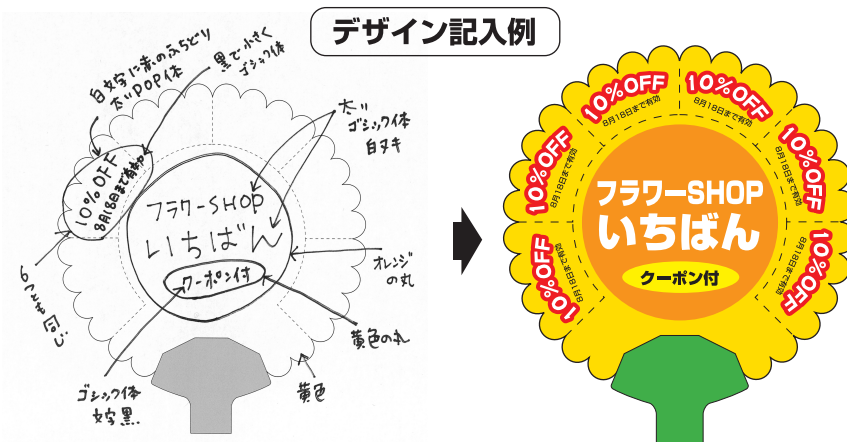 デザイン記入例
白文字に赤のふちどり
太いPOP体
黒で小さく
ゴシック体
太い
ゴシック体
白ヌキ
10%OFF
8月18日まで有効
フラワーSHOP
いちばん
クーポン付
6つとも同じ
オレンジ
の丸
黄色の丸
黄色
ゴシック体
文字黒
10%OFF
8月18日まで有効
10%OFF
8月18日まで有効
10%OFF
8月18日まで有効
10%OFF
8月18日まで有効
10%OFF
8月18日まで有効
10%OFF
8月18日まで有効
フラワーSHOP
いちばん
クーポン付